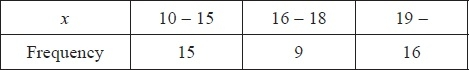 x 10 – 15 16 – 18 19 –
Frequency 15 9 16